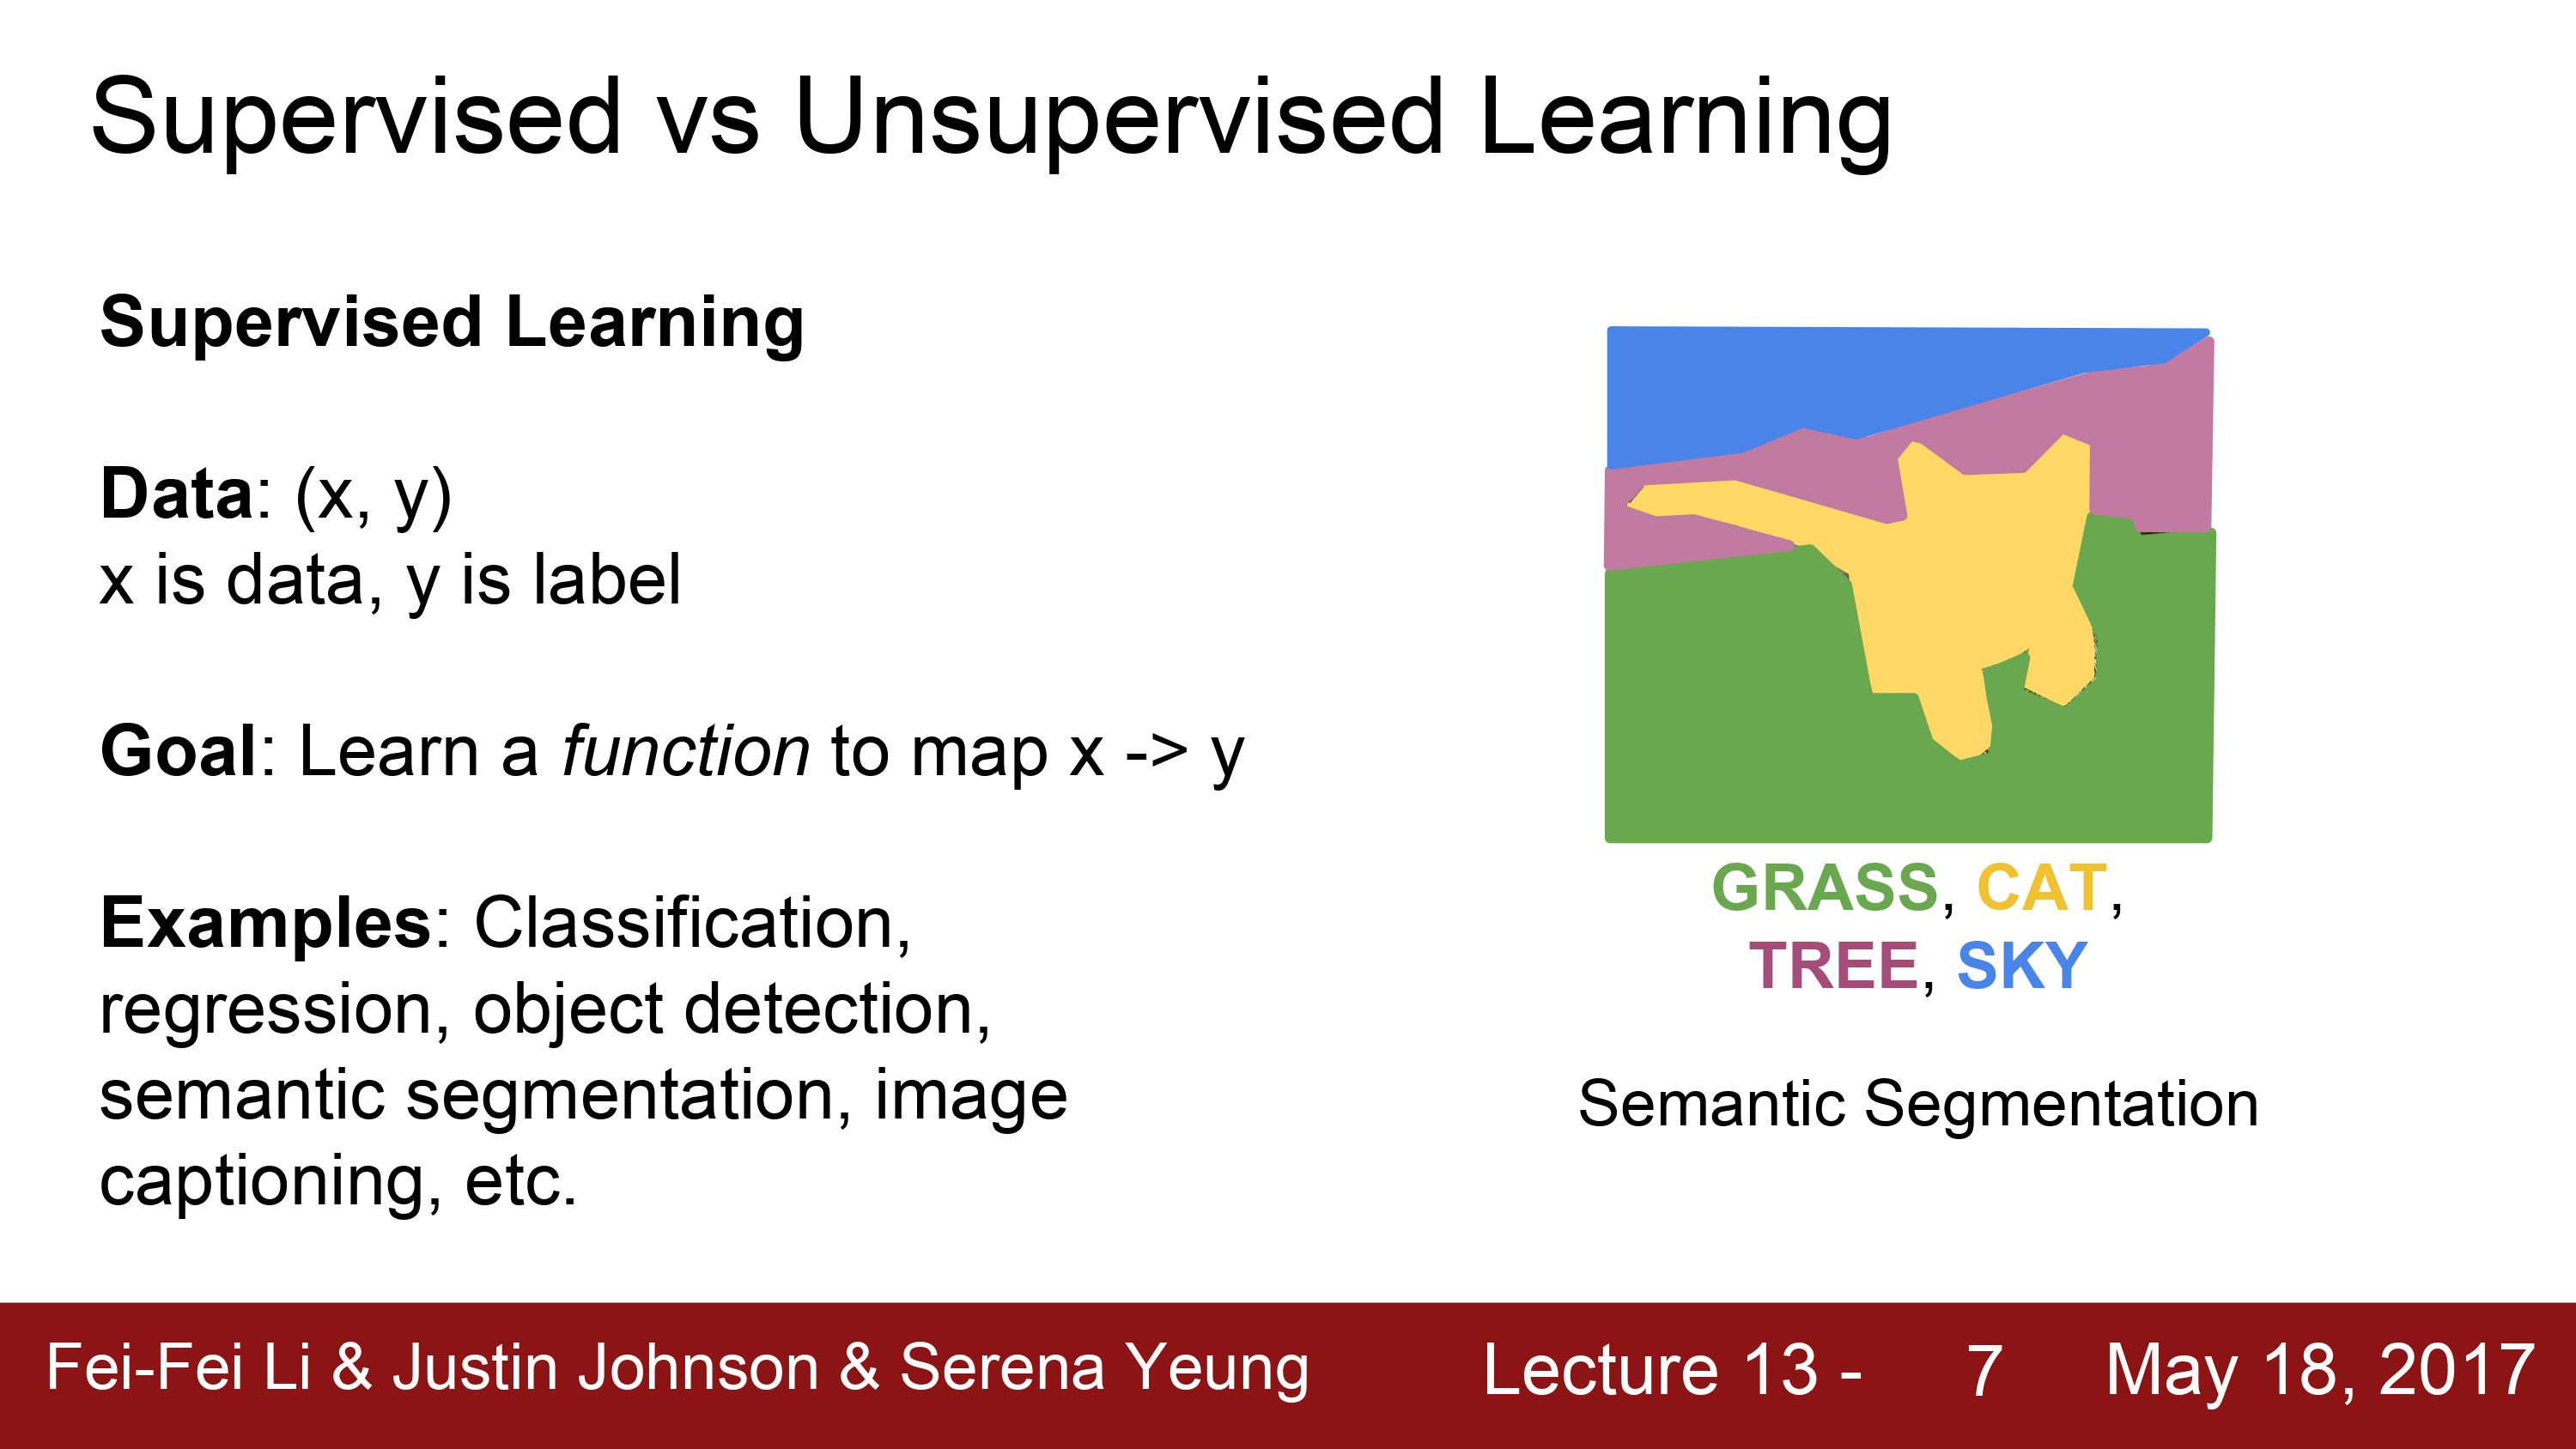 Supervised vs Unsupervised Learning
Supervised Learning
Data: (x, y)
x is data, y is label
Goal: Learn a function to map x -> y
Examples: Classification,
regression, object detection,
semantic segmentation, image
captioning, etc.
GRASS, CAT,
TREE, SKY
Semantic Segmentation
Fei-Fei Li & Justin Johnson & Serena Yeung Lecture 13 - 7 May 18, 2017